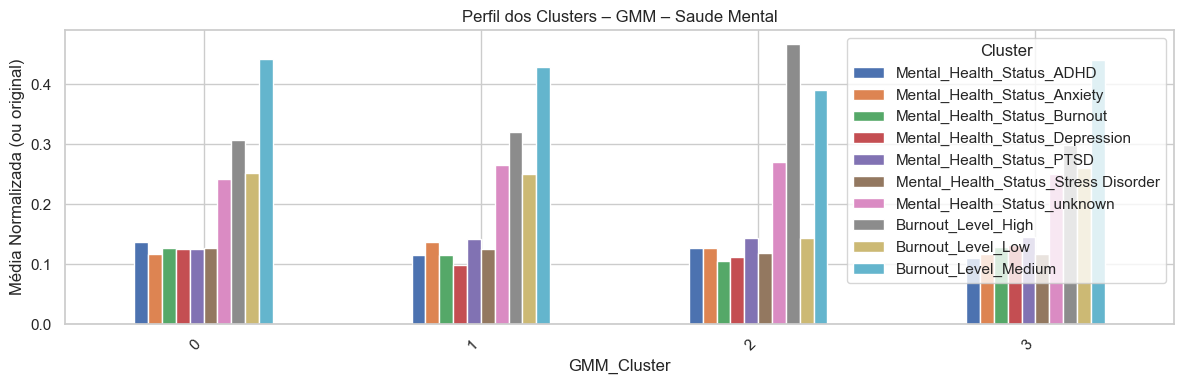 Perfil dos Clusters – GMM – Saude Mental
Média Normalizada (ou original)
0.4
0.3
0.2
0.1
0.0
Cluster
Mental_Health_Status_ADHD
Mental_Health_Status_Anxiety
Mental_Health_Status_Burnout
Mental_Health_Status_Depression
Mental_Health_Status_PTSD
Mental_Health_Status_Stress Disorder
Mental_Health_Status_unknown
Burnout_Level_High
Burnout_Level_Low
Burnout_Level_Medium
0
1
2
3
GMM_Cluster